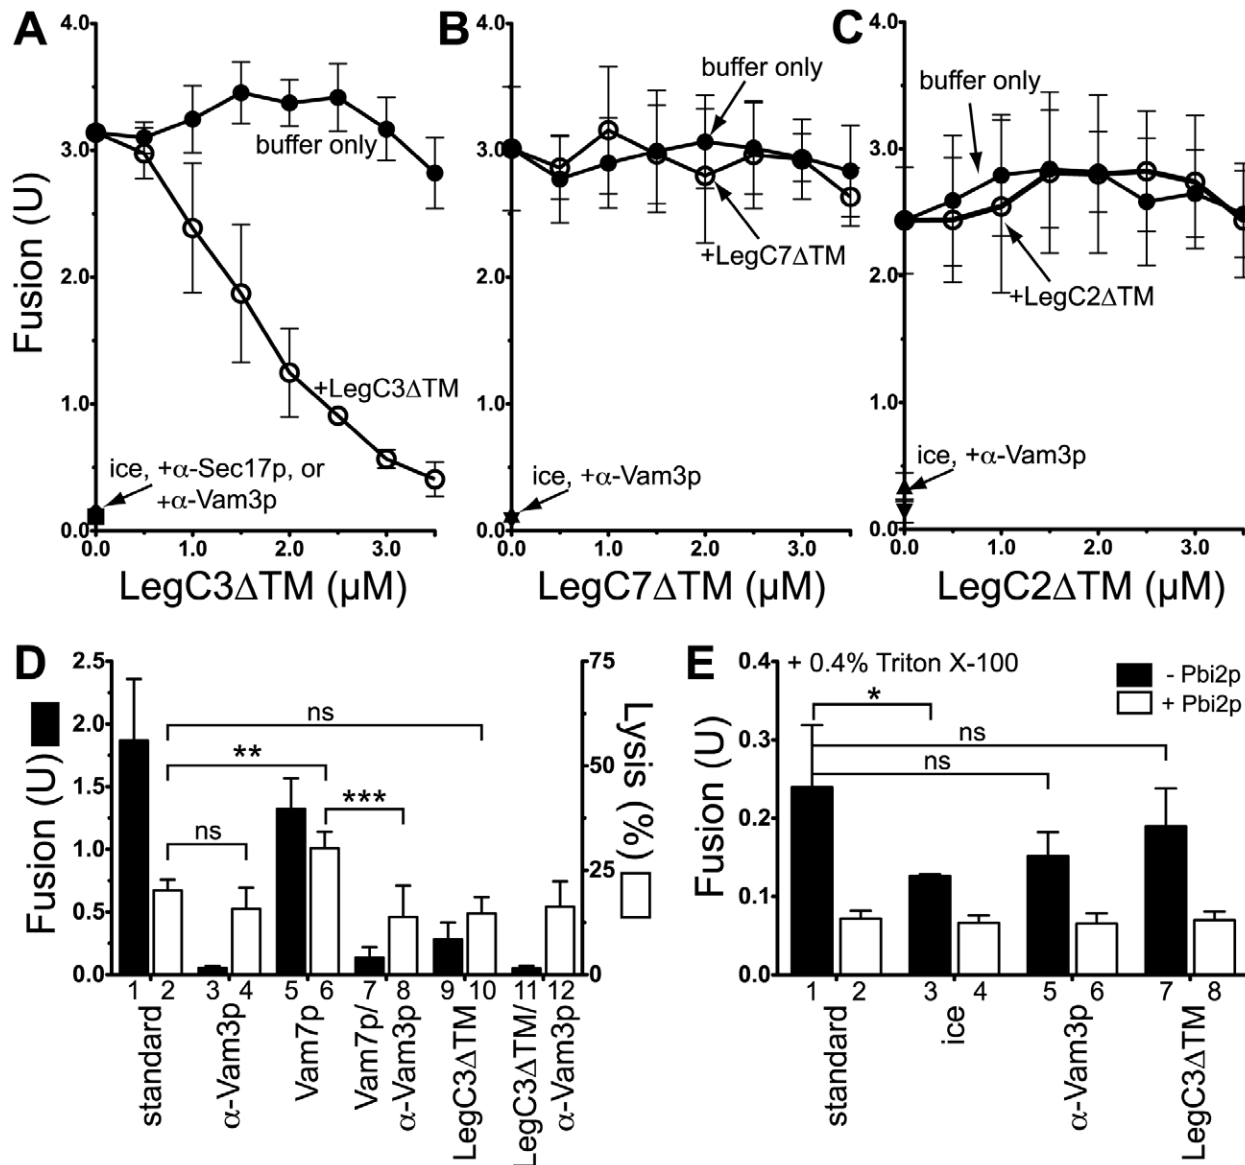 A
4.0
3.0
2.0
1.0
0.0
Fusion (U)
buffer only
+LegC3ΔTM
ice, +α-Sec17p, or
+α-Vam3p
0.0 1.0 2.0 3.0
LegC3ΔTM (µM)
B
4.0
3.0
2.0
1.0
0.0
buffer only
+LegC7ΔTM
ice, +α-Vam3p
0.0 1.0 2.0 3.0
LegC7ΔTM (µM)
C
4.0
3.0
2.0
1.0
0.0
buffer only
+LegC2ΔTM
ice, +α-Vam3p
0.0 1.0 2.0 3.0
LegC2ΔTM (µM)
D
2.5
2.0
1.5
1.0
0.5
0.0
Fusion (U)
75
50
25
0
Lysis (%)
ns
**
***
ns
1 2 3 4 5 6 7 8 9 10 11 12
standard
α-Vam3p
Vam7p
Vam7p/
α-Vam3p
LegC3ΔTM
LegC3ΔTM/
α-Vam3p
E
+ 0.4% Triton X-100
- Pbi2p
+ Pbi2p
0.4
0.3
0.2
0.1
0.0
Fusion (U)
*
ns
ns
1 2 3 4 5 6 7 8
standard
ice
α-Vam3p
LegC3ΔTM